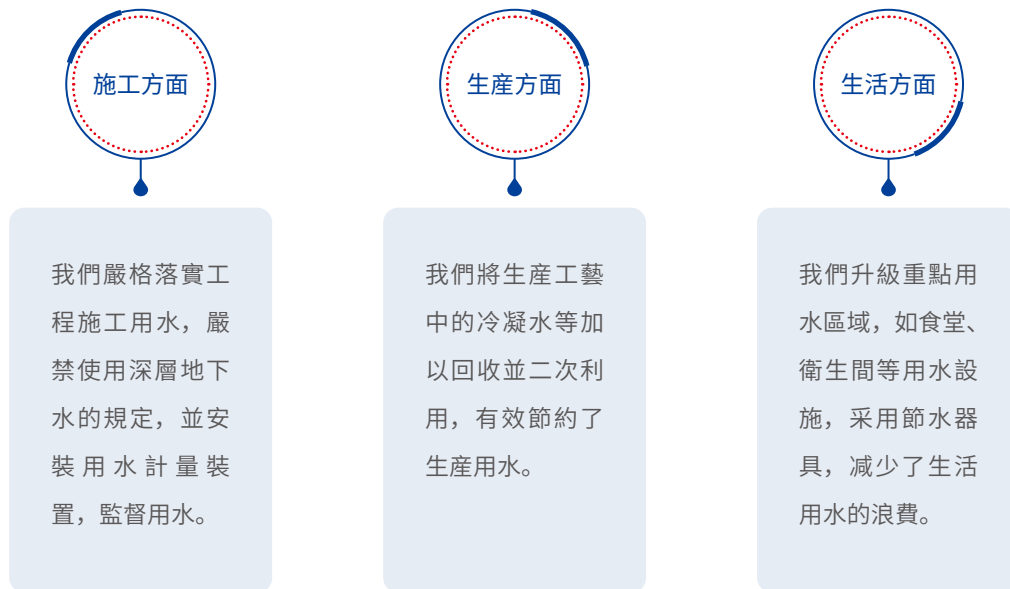 施工方面
我們嚴格落實工
程施工用水，嚴
禁使用深層地下
水的規定，並安
裝用水計量裝
置，監督用水。
生産方面
我們將生産工藝
中的冷凝水等加
以回收並二次利
用，有效節約了
生産用水。
生活方面
我們升級重點用
水區域，如食堂、
衛生間等用水設
施，采用節水器
具，減少了生活
用水的浪費。